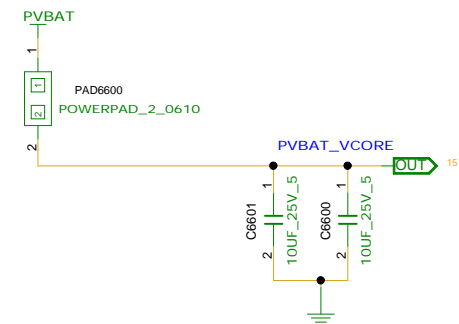 PVBAT
1
1
PAD6600
2
POWERPAD_2_0610
2
PVBAT_VCORE
OUT
15
1
1
C6601
10UF_25V_5
C6600
10UF_25V_5
2
2